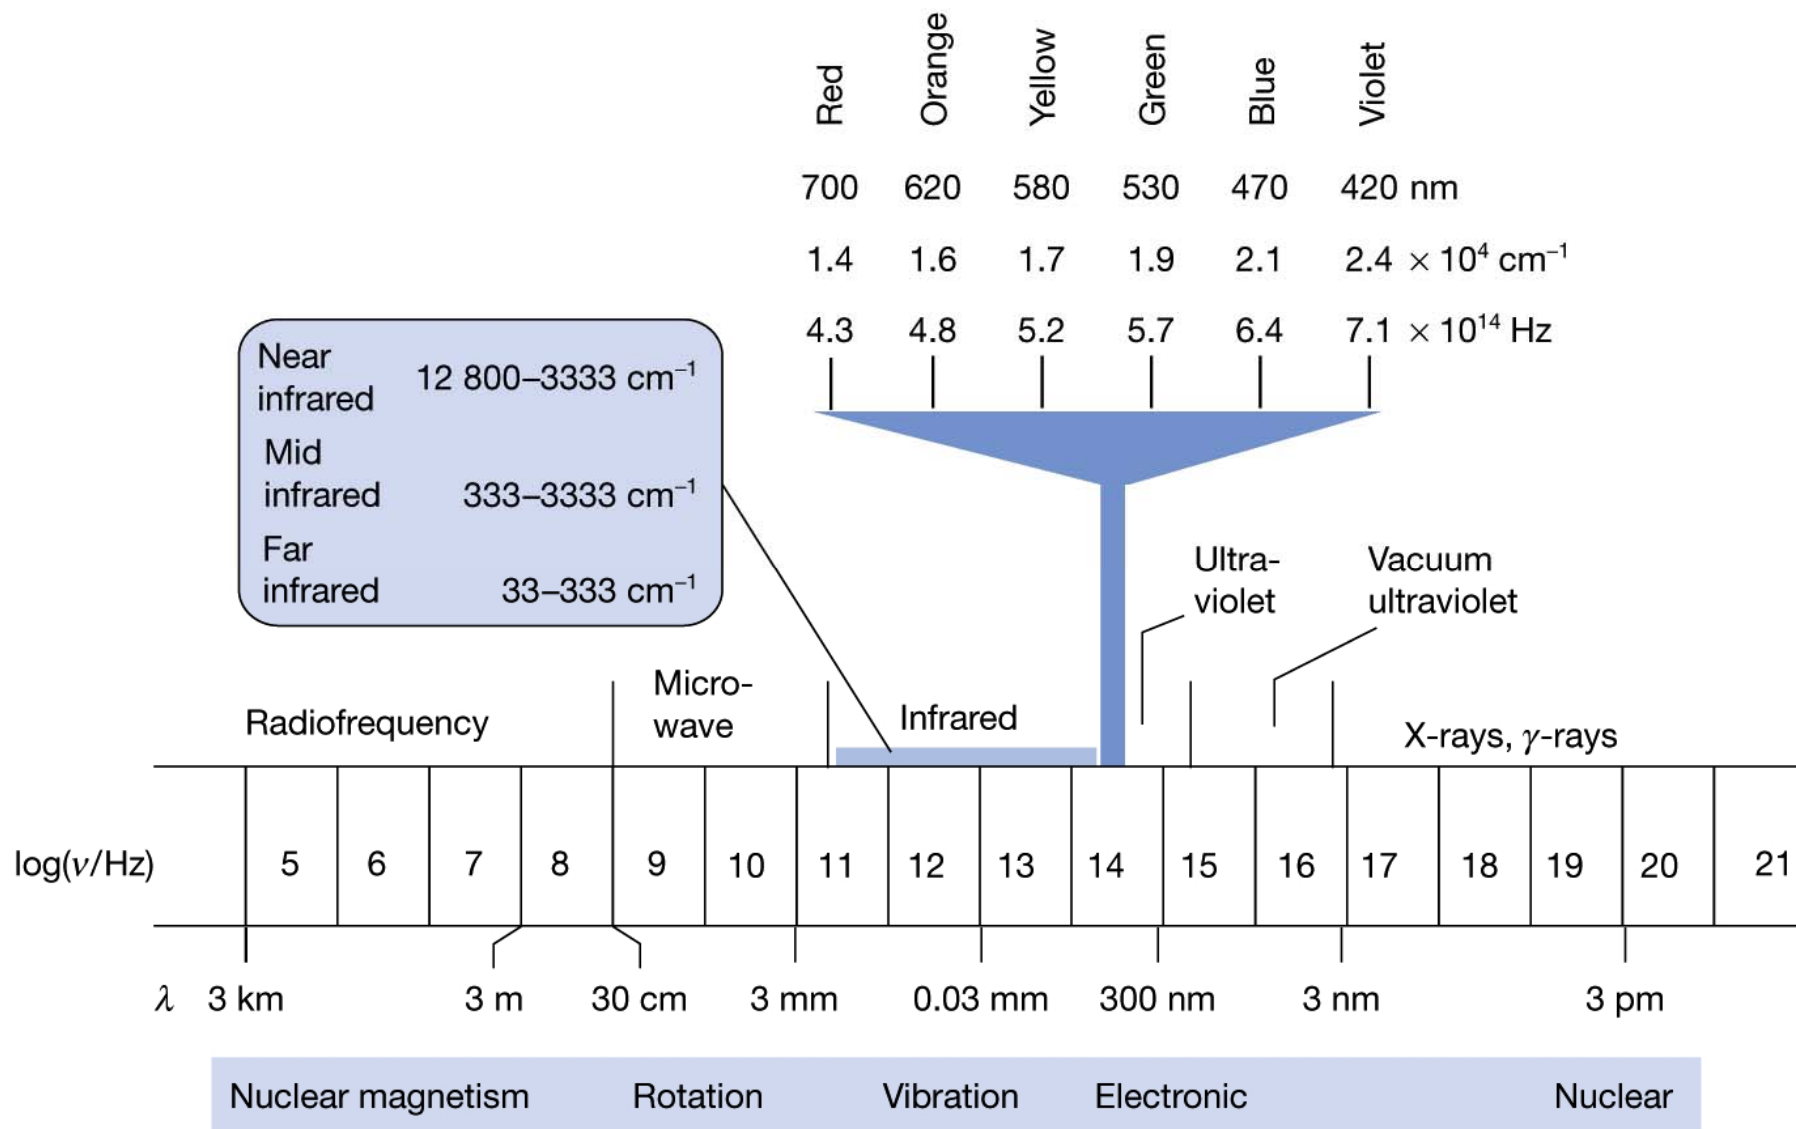 Red Orange Yellow Green Blue Violet
700 620 580 530 470 420 nm
1.4 1.6 1.7 1.9 2.1 2.4 × 10⁴ cm⁻¹
4.3 4.8 5.2 5.7 6.4 7.1 × 10¹⁴ Hz
Near
infrared 12 800–3333 cm⁻¹
Mid
infrared 333–3333 cm⁻¹
Far
infrared 33–333 cm⁻¹
Ultra-
violet
Vacuum
ultraviolet
Radiofrequency
Micro-
wave
Infrared
X-rays, γ-rays
log(ν/Hz) 5 6 7 8 9 10 11 12 13 14 15 16 17 18 19 20 21
λ 3 km 3 m 30 cm 3 mm 0.03 mm 300 nm 3 nm 3 pm
Nuclear magnetism Rotation Vibration Electronic Nuclear